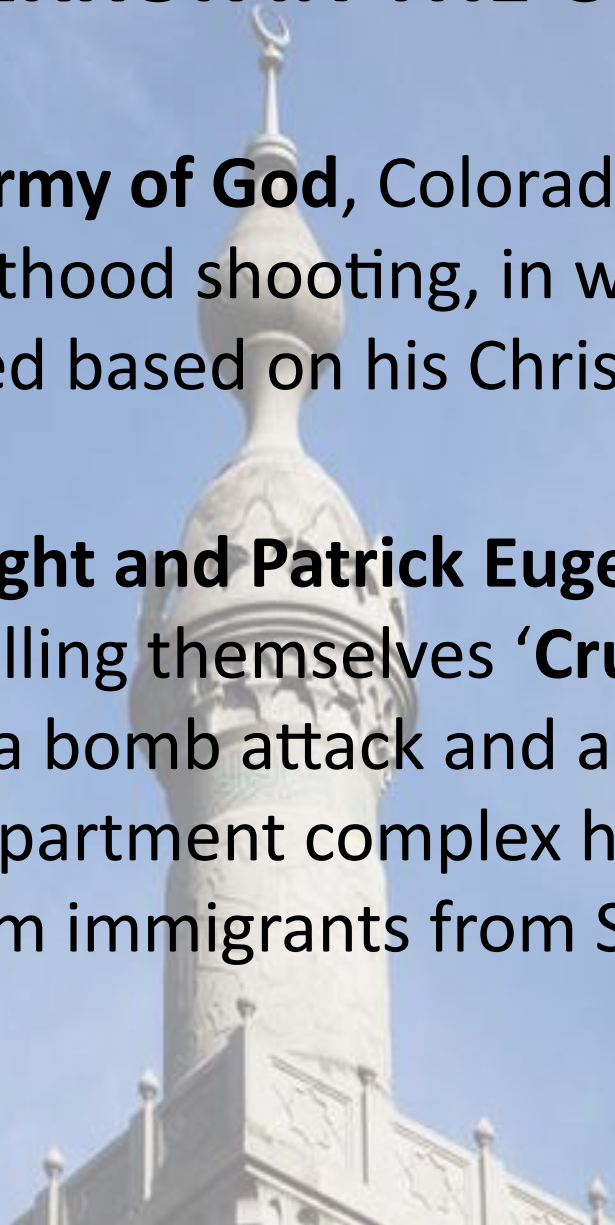 rmy of God, Colorad
thood shooting, in w
ed based on his Chris
ght and Patrick Euge
lling themselves ‘Cru
a bomb attack and a
partment complex h
m immigrants from S